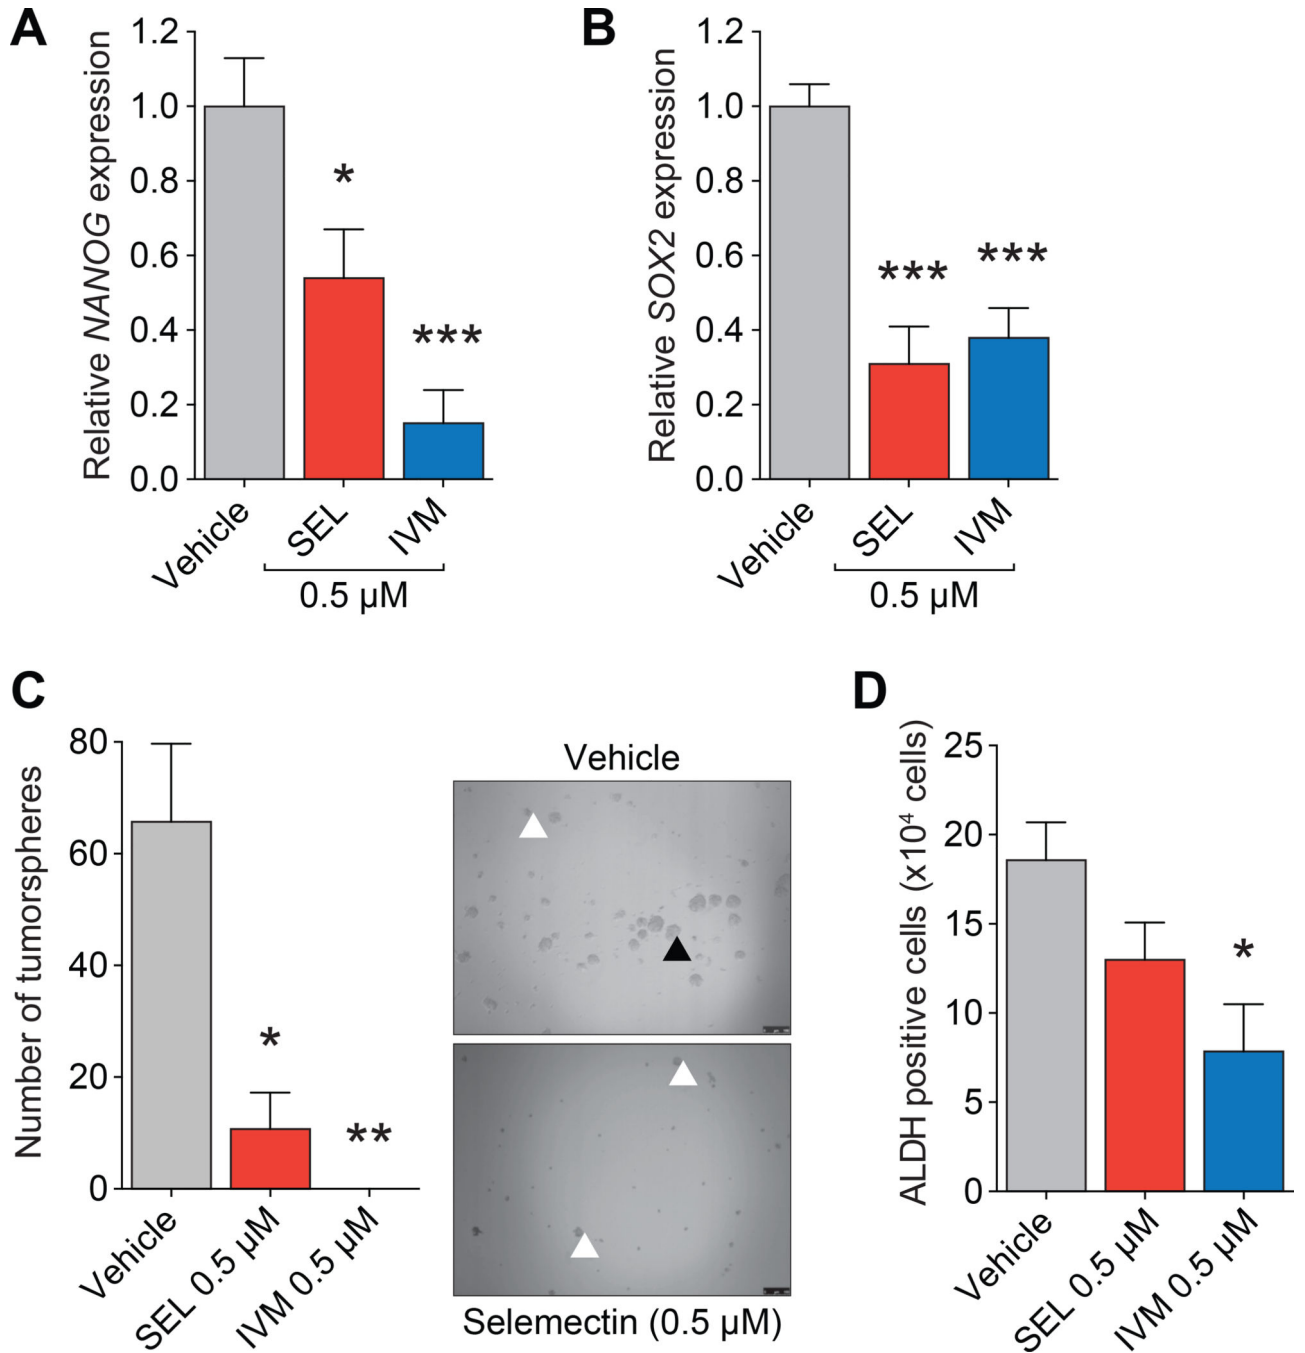 A
Relative NANOG expression
1.2
1.0
0.8
0.6
0.4
0.2
0.0
*
***
Vehicle
SEL
IVM
0.5 µM
B
Relative SOX2 expression
1.2
1.0
0.8
0.6
0.4
0.2
0.0
***
***
Vehicle
SEL
IVM
0.5 µM
C
Number of tumorspheres
80
60
40
20
0
*
**
Vehicle
SEL 0.5 µM
IVM 0.5 µM
Vehicle
Selemectin (0.5 µM)
D
ALDH positive cells (x10⁴ cells)
25
20
15
10
5
0
*
Vehicle
SEL 0.5 µM
IVM 0.5 µM